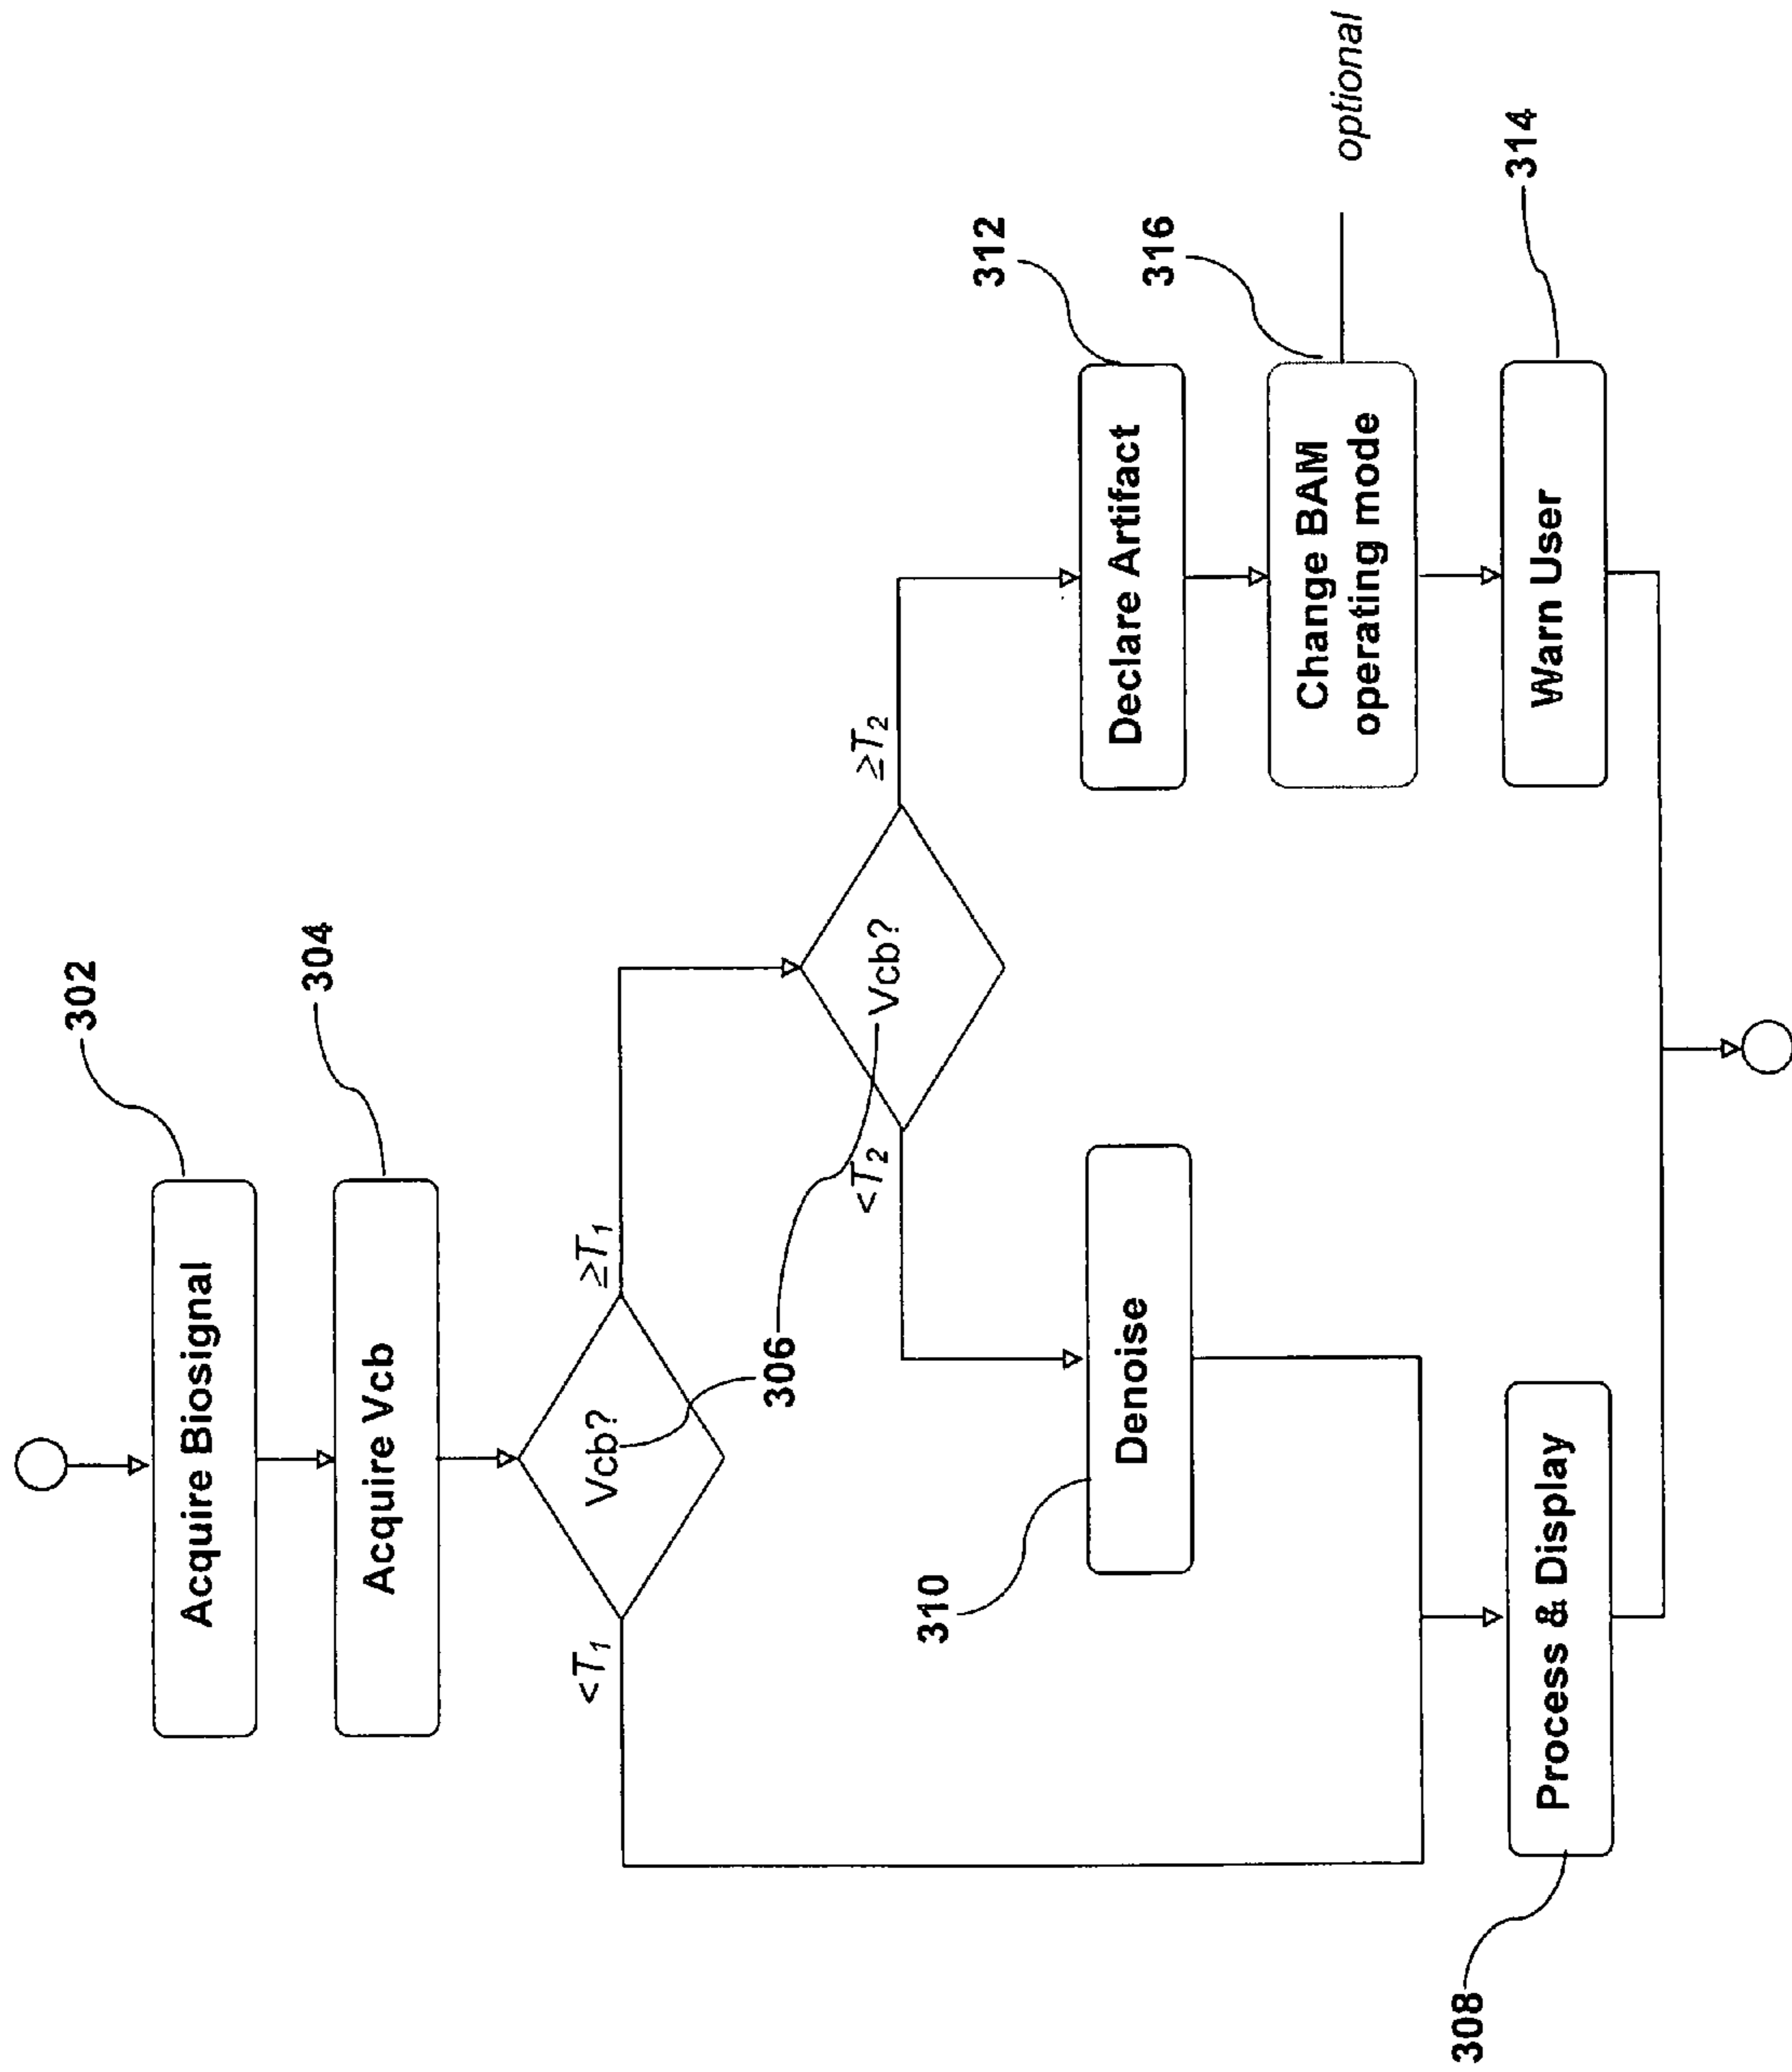 302
Acquire Biosignal
304
Acquire Vcb
<T1
Vcb?
≥T1
306
<T2
Vcb?
≥T2
310
Denoise
312
Declare Artifact
316
Change BAM
operating mode
optional
308
Process & Display
314
Warn User